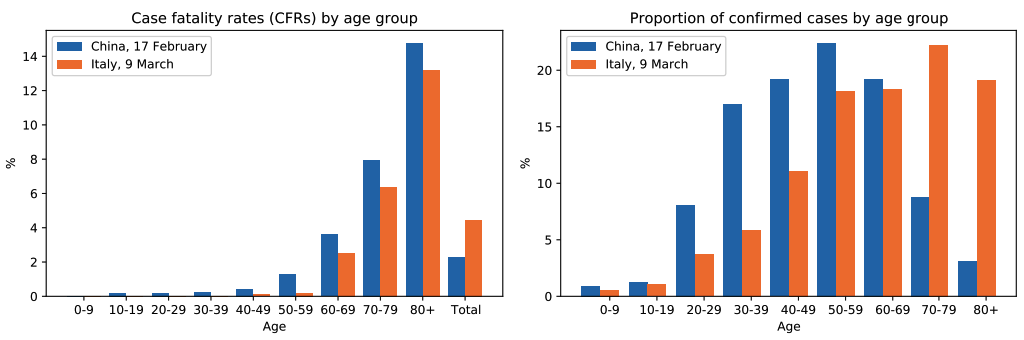 Case fatality rates (CFRs) by age group
China, 17 February
Italy, 9 March
14
12
10
8
6
4
2
0
%
0-9 10-19 20-29 30-39 40-49 50-59 60-69 70-79 80+ Total
Age
Proportion of confirmed cases by age group
China, 17 February
Italy, 9 March
20
15
10
5
0
%
0-9 10-19 20-29 30-39 40-49 50-59 60-69 70-79 80+
Age